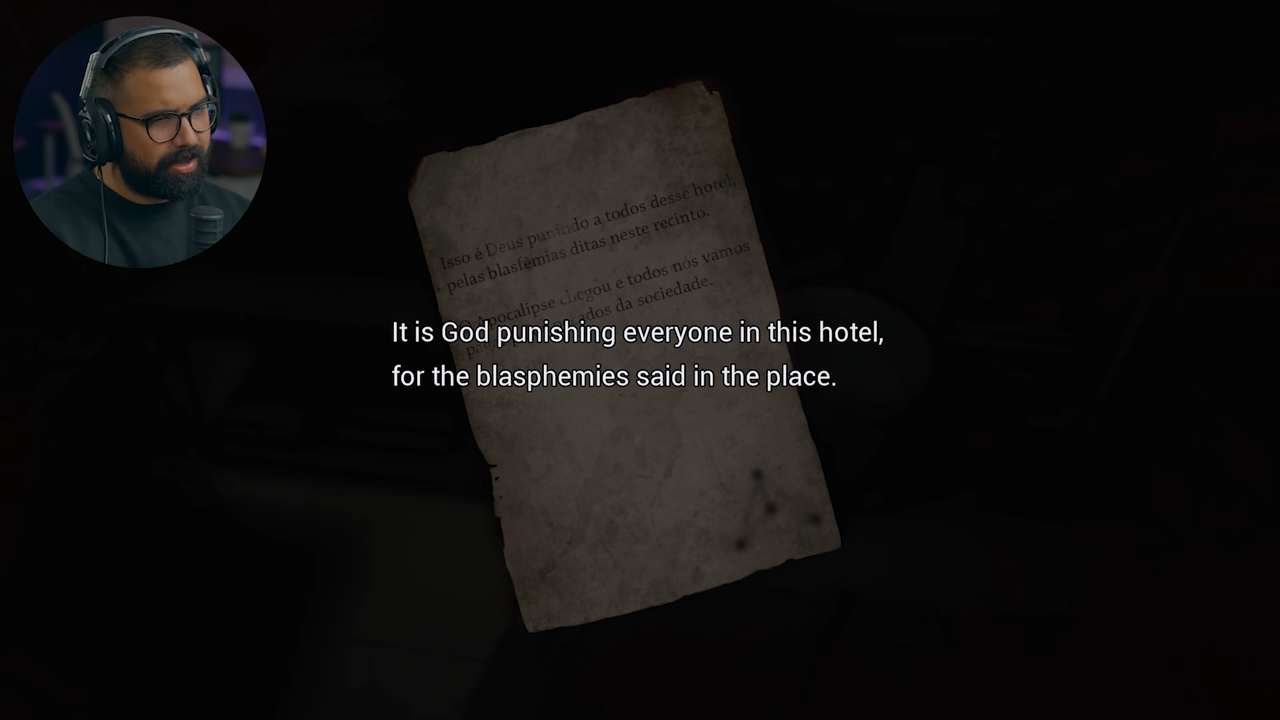 Isso é Deus punindo a todos desse hotel,
pelas blasfêmias ditas neste recinto.
O Apocalipse chegou e todos nós vamos
da sociedade.
It is God punishing everyone in this hotel,
for the blasphemies said in the place.